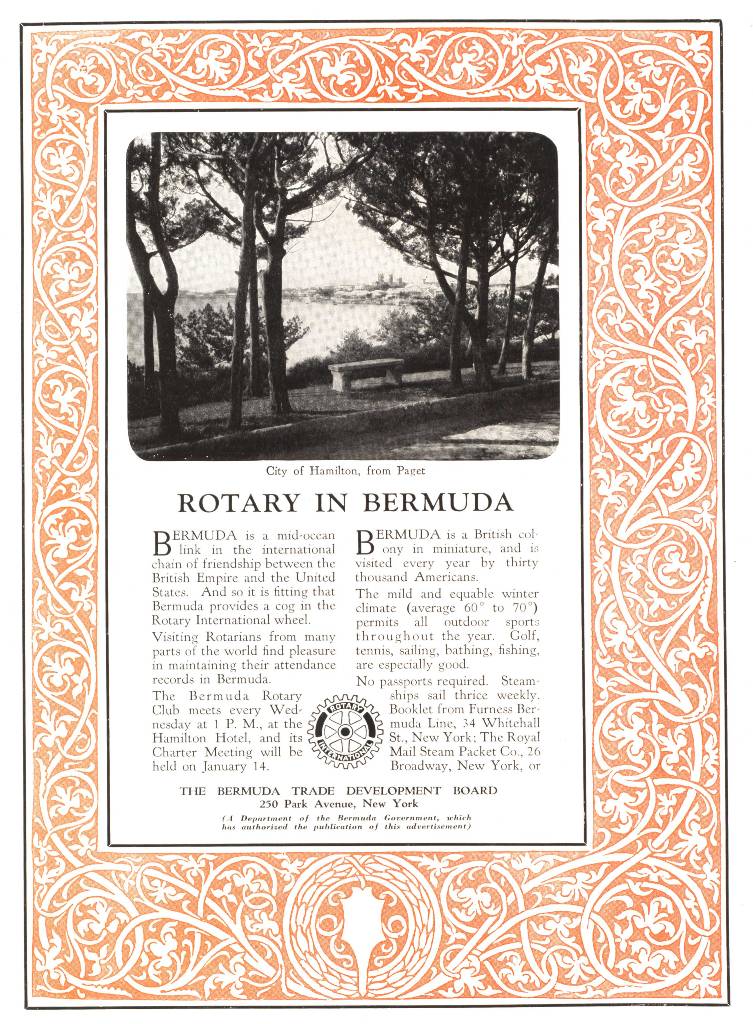 City of Hamilton, from Paget
ROTARY IN BERMUDA
BERMUDA is a mid-ocean
link in the international
chain of friendship between the
British Empire and the United
States. And so it is fitting that
Bermuda provides a cog in the
Rotary International wheel.
Visiting Rotarians from many
parts of the world find pleasure
in maintaining their attendance
records in Bermuda.
The Bermuda Rotary
Club meets every Wed-
nesday at 1 P. M., at the
Hamilton Hotel, and its
Charter Meeting will be
held on January 14.
BERMUDA is a British col-
ony in miniature, and is
visited every year by thirty
thousand Americans.
The mild and equable winter
climate (average 60° to 70°)
permits all outdoor sports
throughout the year. Golf,
tennis, sailing, bathing, fishing,
are especially good.
No passports required. Steam-
ships sail thrice weekly.
Booklet from Furness Ber-
muda Line, 34 Whitehall
St., New York; The Royal
Mail Steam Packet Co., 26
Broadway, New York, or
ROTARY
INTERNATIONAL
THE BERMUDA TRADE DEVELOPMENT BOARD
250 Park Avenue, New York
(A Department of the Bermuda Government, which
has authorized the publication of this advertisement)